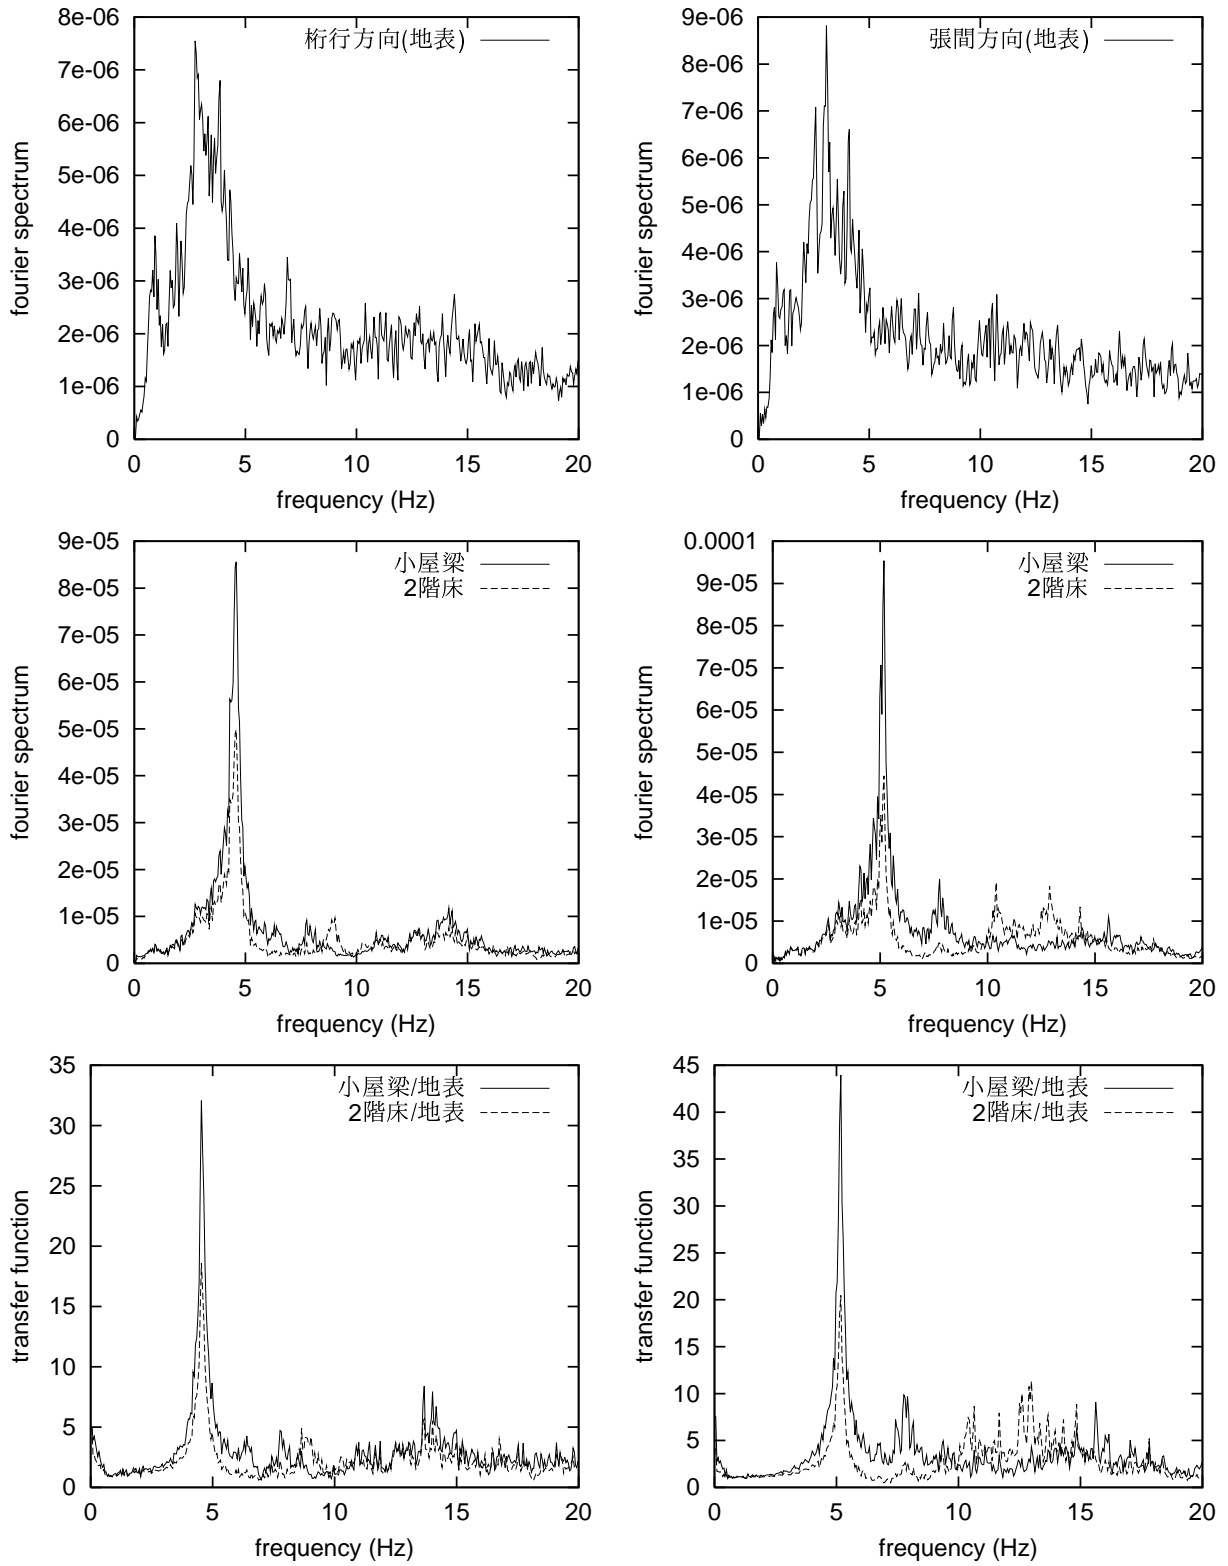 8e-06
7e-06
6e-06
5e-06
4e-06
3e-06
2e-06
1e-06
0
fourier spectrum
桁行方向(地表)
0 5 10 15 20
frequency (Hz)
9e-06
8e-06
7e-06
6e-06
5e-06
4e-06
3e-06
2e-06
1e-06
0
fourier spectrum
張間方向(地表)
0 5 10 15 20
frequency (Hz)
9e-05
8e-05
7e-05
6e-05
5e-05
4e-05
3e-05
2e-05
1e-05
0
fourier spectrum
小屋梁
2階床
0 5 10 15 20
frequency (Hz)
0.0001
9e-05
8e-05
7e-05
6e-05
5e-05
4e-05
3e-05
2e-05
1e-05
0
fourier spectrum
小屋梁
2階床
0 5 10 15 20
frequency (Hz)
35
30
25
20
15
10
5
0
transfer function
小屋梁/地表
2階床/地表
0 5 10 15 20
frequency (Hz)
45
40
35
30
25
20
15
10
5
0
transfer function
小屋梁/地表
2階床/地表
0 5 10 15 20
frequency (Hz)